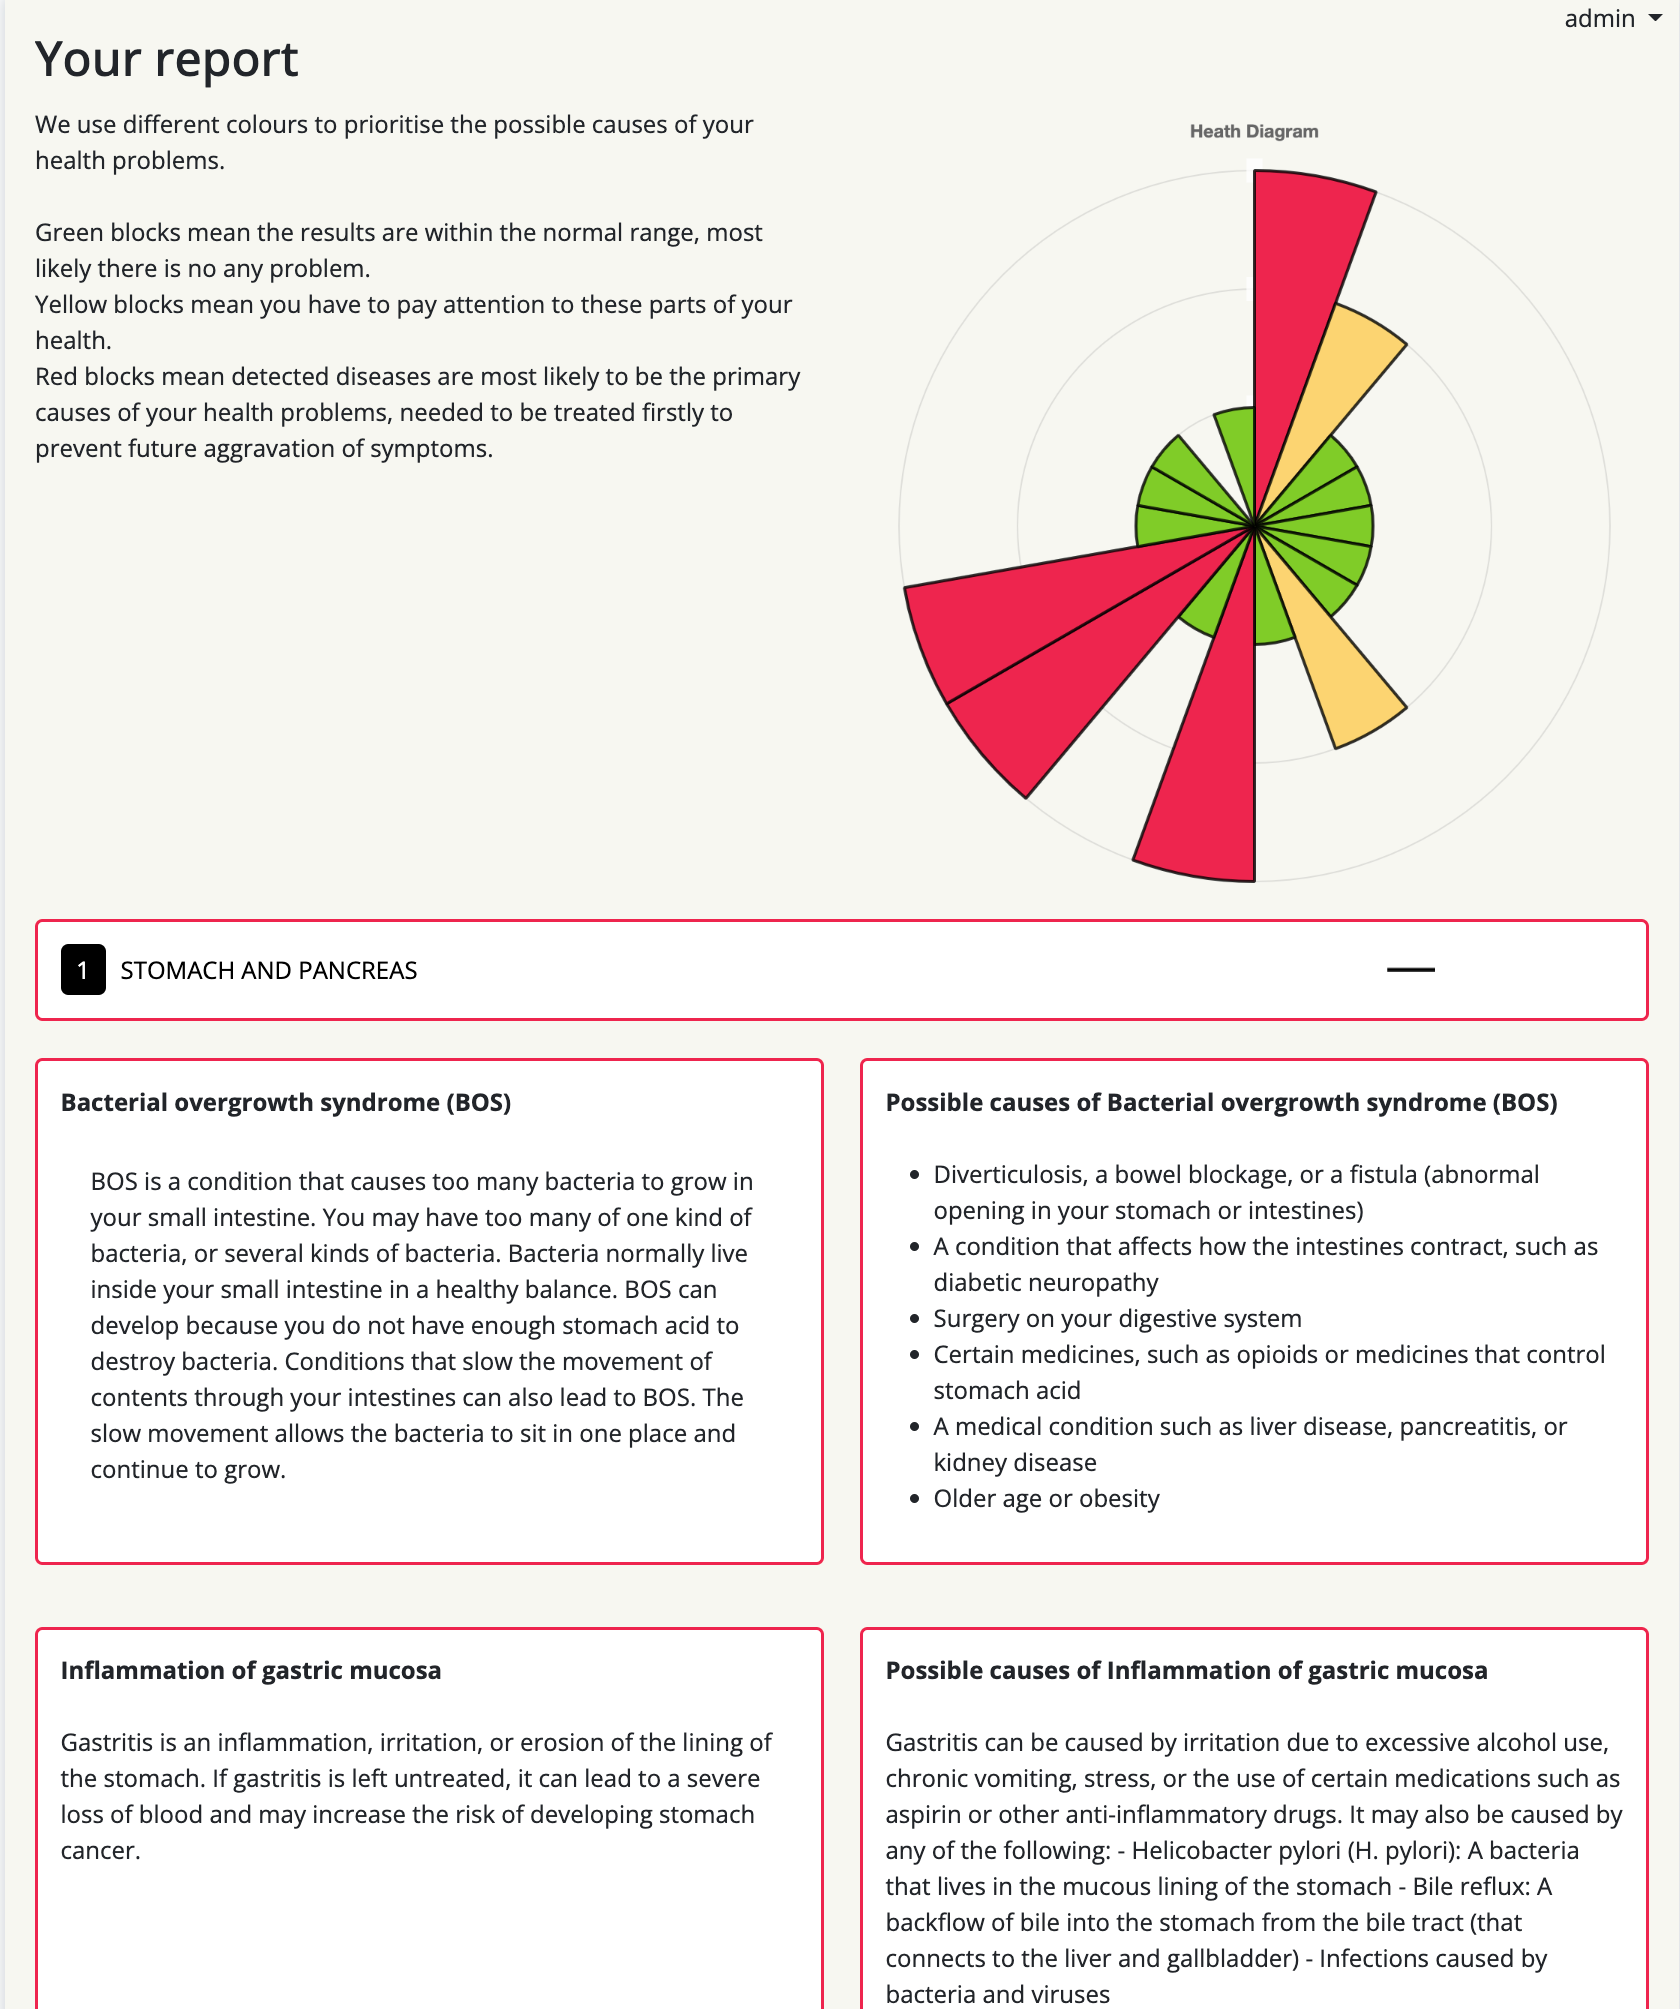 admin
Your report
We use different colours to prioritise the possible causes of your
health problems.
Green blocks mean the results are within the normal range, most
likely there is no any problem.
Yellow blocks mean you have to pay attention to these parts of your
health.
Red blocks mean detected diseases are most likely to be the primary
causes of your health problems, needed to be treated firstly to
prevent future aggravation of symptoms.
Heath Diagram
1 STOMACH AND PANCREAS
Bacterial overgrowth syndrome (BOS)
BOS is a condition that causes too many bacteria to grow in
your small intestine. You may have too many of one kind of
bacteria, or several kinds of bacteria. Bacteria normally live
inside your small intestine in a healthy balance. BOS can
develop because you do not have enough stomach acid to
destroy bacteria. Conditions that slow the movement of
contents through your intestines can also lead to BOS. The
slow movement allows the bacteria to sit in one place and
continue to grow.
Possible causes of Bacterial overgrowth syndrome (BOS)
• Diverticulosis, a bowel blockage, or a fistula (abnormal
opening in your stomach or intestines)
• A condition that affects how the intestines contract, such as
diabetic neuropathy
• Surgery on your digestive system
• Certain medicines, such as opioids or medicines that control
stomach acid
• A medical condition such as liver disease, pancreatitis, or
kidney disease
• Older age or obesity
Inflammation of gastric mucosa
Gastritis is an inflammation, irritation, or erosion of the lining of
the stomach. If gastritis is left untreated, it can lead to a severe
loss of blood and may increase the risk of developing stomach
cancer.
Possible causes of Inflammation of gastric mucosa
Gastritis can be caused by irritation due to excessive alcohol use,
chronic vomiting, stress, or the use of certain medications such as
aspirin or other anti-inflammatory drugs. It may also be caused by
any of the following: - Helicobacter pylori (H. pylori): A bacteria
that lives in the mucous lining of the stomach - Bile reflux: A
backflow of bile into the stomach from the bile tract (that
connects to the liver and gallbladder) - Infections caused by
bacteria and viruses